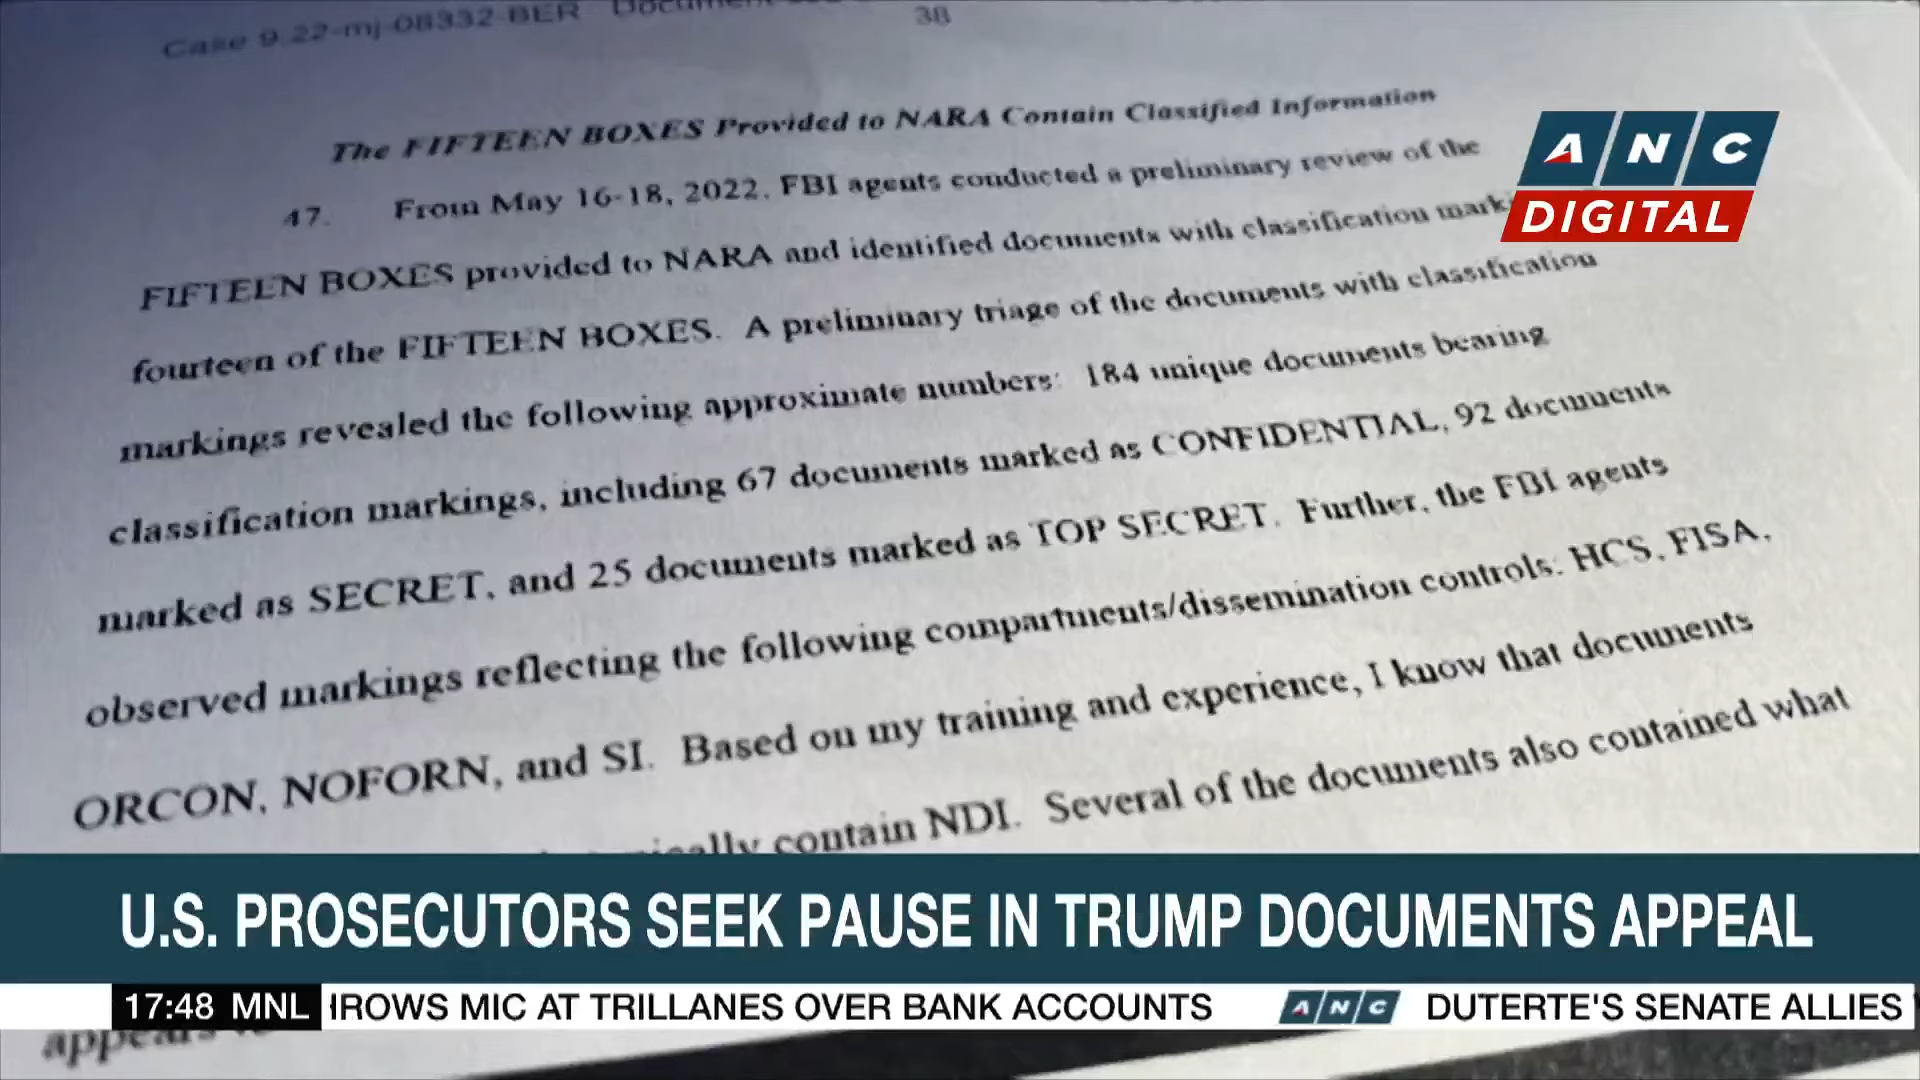 Case 9:22-mj-08332-BER Document
38
The FIFTEEN BOXES Provided to NARA Contain Classified Information
47. From May 16-18, 2022, FBI agents conducted a preliminary review of the
FIFTEEN BOXES provided to NARA and identified documents with classification
fourteen of the FIFTEEN BOXES. A preliminary triage of the documents with classification
markings revealed the following approximate numbers: 184 unique documents bearing
classification markings, including 67 documents marked as CONFIDENTIAL, 92 documents
marked as SECRET, and 25 documents marked as TOP SECRET. Further, the FBI agents
observed markings reflecting the following compartments/dissemination controls: HCS, FISA,
ORCON, NOFORN, and SI. Based on my training and experience, I know that documents
contain NDI. Several of the documents also contained what
appears
ANC
DIGITAL
U.S. PROSECUTORS SEEK PAUSE IN TRUMP DOCUMENTS APPEAL
17:48 MNL HROWS MIC AT TRILLANES OVER BANK ACCOUNTS ANC DUTERTE'S SENATE ALLIES